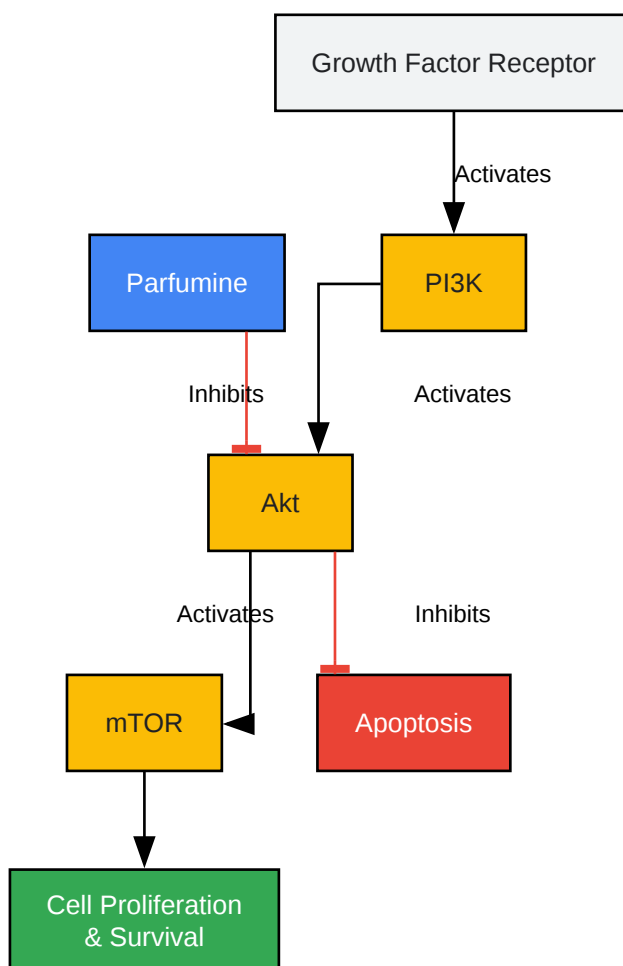 Growth Factor Receptor
Activates
Parfumine
PI3K
Inhibits
Activates
Akt
Activates
Inhibits
mTOR
Apoptosis
Cell Proliferation
& Survival